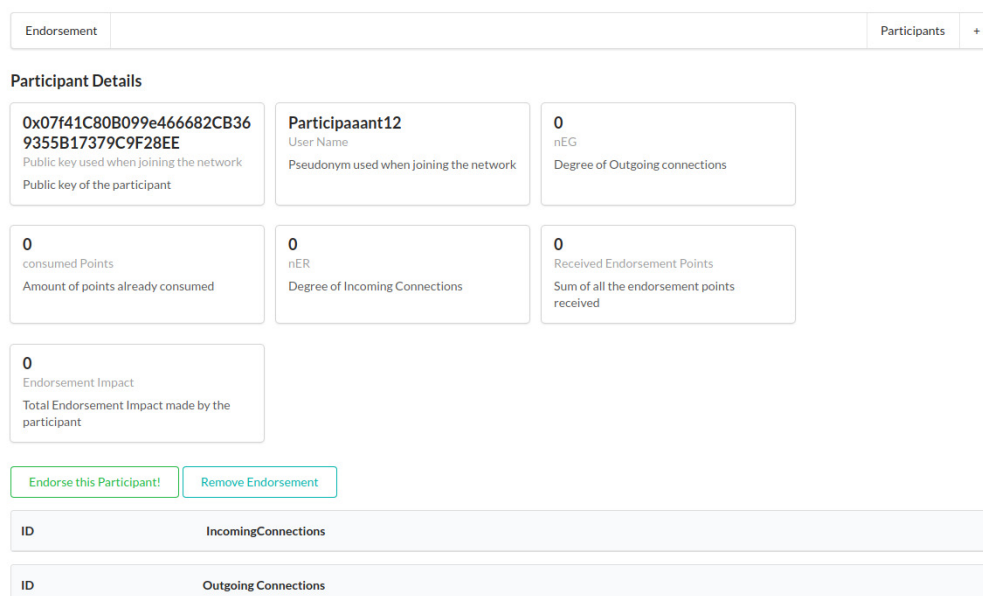 Endorsement
Participants
+
Participant Details
0x07f41C80B099e466682CB36
9355B17379C9F28EE
Public key used when joining the network
Public key of the participant
Participaaant12
User Name
Pseudonym used when joining the network
0
nEG
Degree of Outgoing connections
0
consumed Points
Amount of points already consumed
0
nER
Degree of Incoming Connections
0
Received Endorsement Points
Sum of all the endorsement points
received
0
Endorsement Impact
Total Endorsement Impact made by the
participant
Endorse this Participant!
Remove Endorsement
ID
IncomingConnections
ID
Outgoing Connections